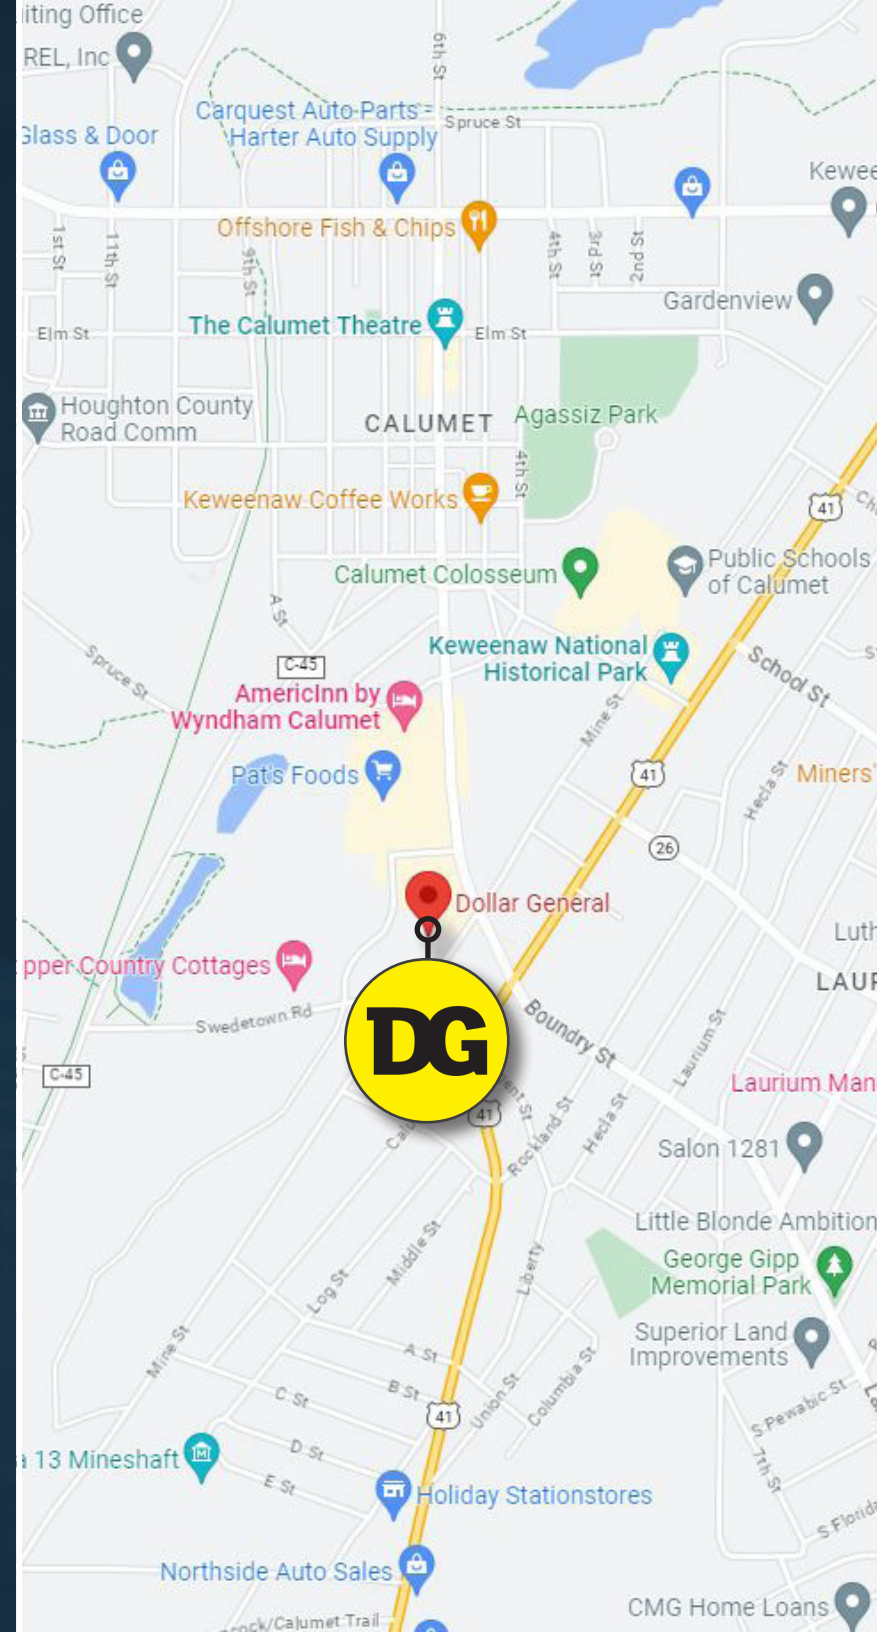 iting Office
REL, Inc
6th St
Carquest Auto Parts -
Harter Auto Supply
Spruce St
Glass & Door
Offshore Fish & Chips
1st St
11th St
9th St
4th St
3rd St
2nd St
Gardenview
The Calumet Theatre
Elm St
Elm St
Houghton County
Road Comm
CALUMET
Agassiz Park
4th St
Keweenaw Coffee Works
41
Calumet Colosseum
Public Schools
of Calumet
A St
Keweenaw National
Historical Park
C-45
School St
Spruce St
AmericInn by
Wyndham Calumet
Mine St
Pat's Foods
41
Hecla St
Miners'
26
Dollar General
pper Country Cottages
Swedetown Rd
DG
Boundry St
Laurium St
C-45
Laurium Man
41
Rockland St
Hecla St
Salon 1281
Little Blonde Ambition
George Gipp
Memorial Park
Middle St
Liberty
Log St
Superior Land
Improvements
Mine St
A St
B St
C St
Union St
Columbia St
S Pewabic St
41
D St
a 13 Mineshaft
E St
7th St
Holiday Stationstores
S Florida
Northside Auto Sales
CMG Home Loans
ock/Calumet Trail